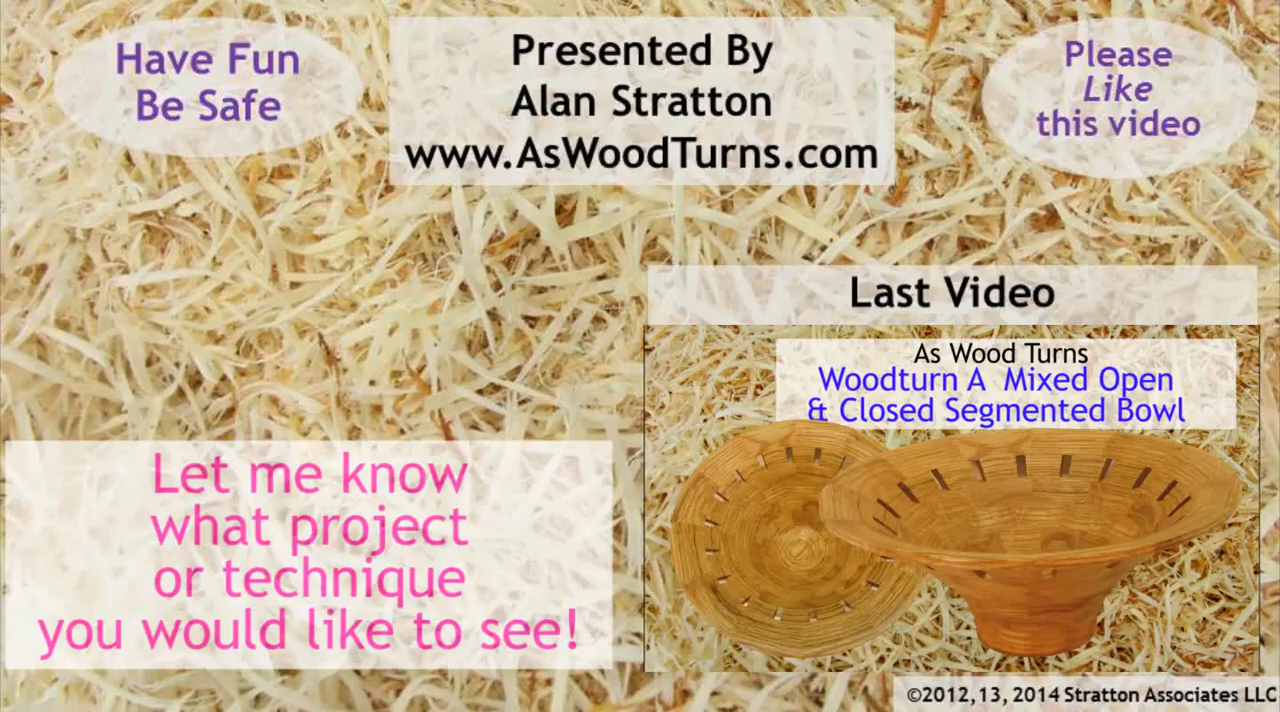 Have Fun
Be Safe
Presented By
Alan Stratton
www.AsWoodTurns.com
Please
Like
this video
Last Video
As Wood Turns
Woodturn A Mixed Open
& Closed Segmented Bowl
Let me know
what project
or technique
you would like to see!
©2012,13, 2014 Stratton Associates LLC